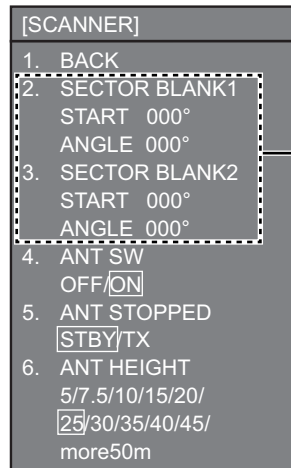 [SCANNER]
1. BACK
2. SECTOR BLANK1
START 000°
ANGLE 000°
3. SECTOR BLANK2
START 000°
ANGLE 000°
4. ANT SW
OFF/ON
5. ANT STOPPED
STBY/TX
6. ANT HEIGHT
5/7.5/10/15/20/
25/30/35/40/45/
more50m